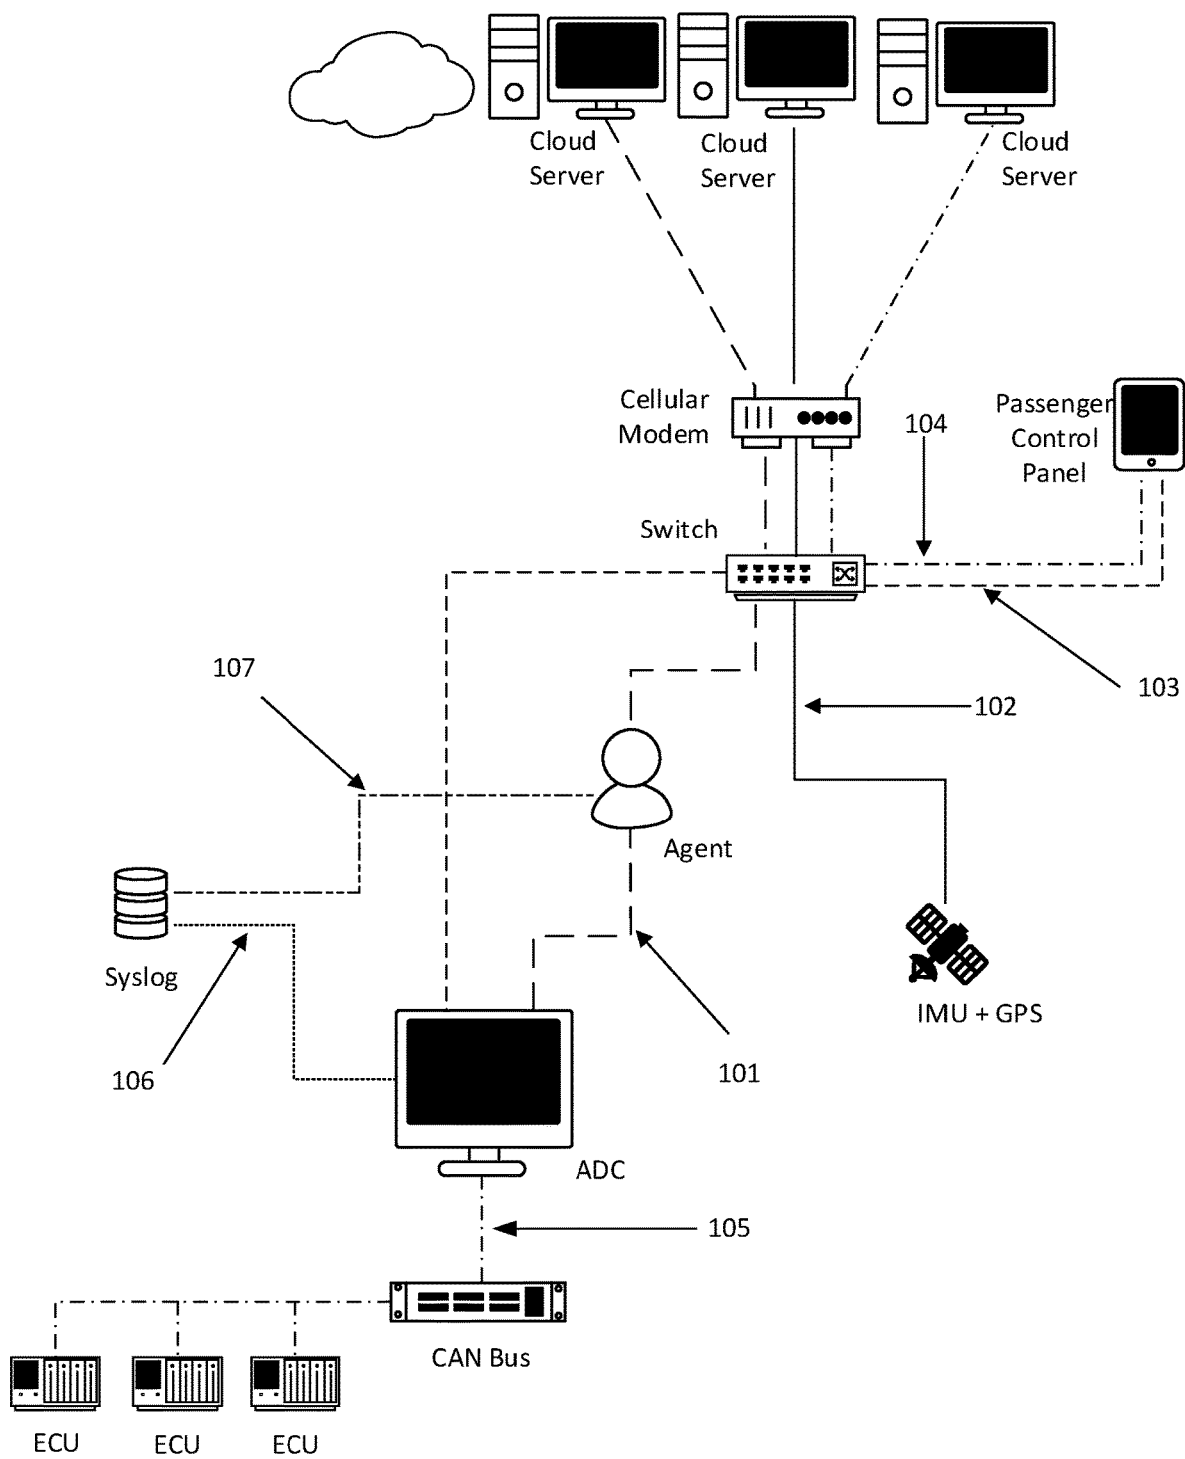 Cloud
Server
Cloud
Server
Cloud
Server
Cellular
Modem
Passenger
Control
Panel
104
Switch
103
102
107
Agent
Syslog
IMU + GPS
101
106
ADC
105
CAN Bus
ECU
ECU
ECU